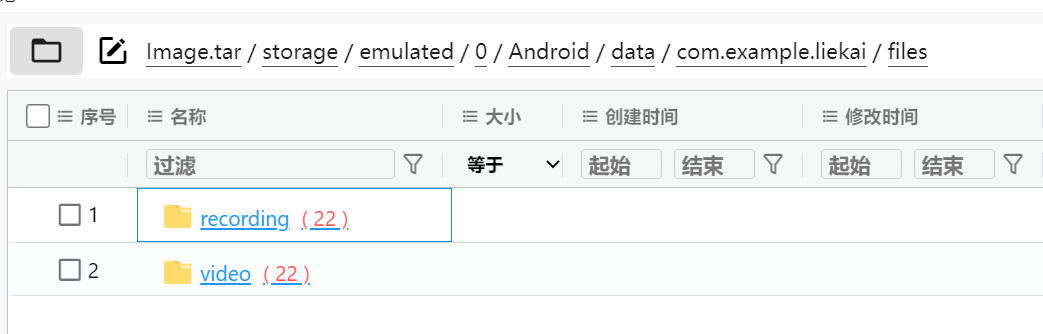 Image.tar / storage / emulated / 0 / Android / data / com.example.liekai / files
序号 名称 大小 创建时间 修改时间
过滤 等于 起始 结束 起始 结束
1 recording ( 22 )
2 video ( 22 )